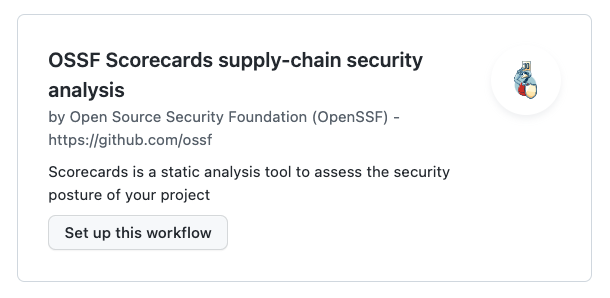 OSSF Scorecards supply-chain security
analysis
by Open Source Security Foundation (OpenSSF) -
https://github.com/ossf
Scorecards is a static analysis tool to assess the security
posture of your project
Set up this workflow